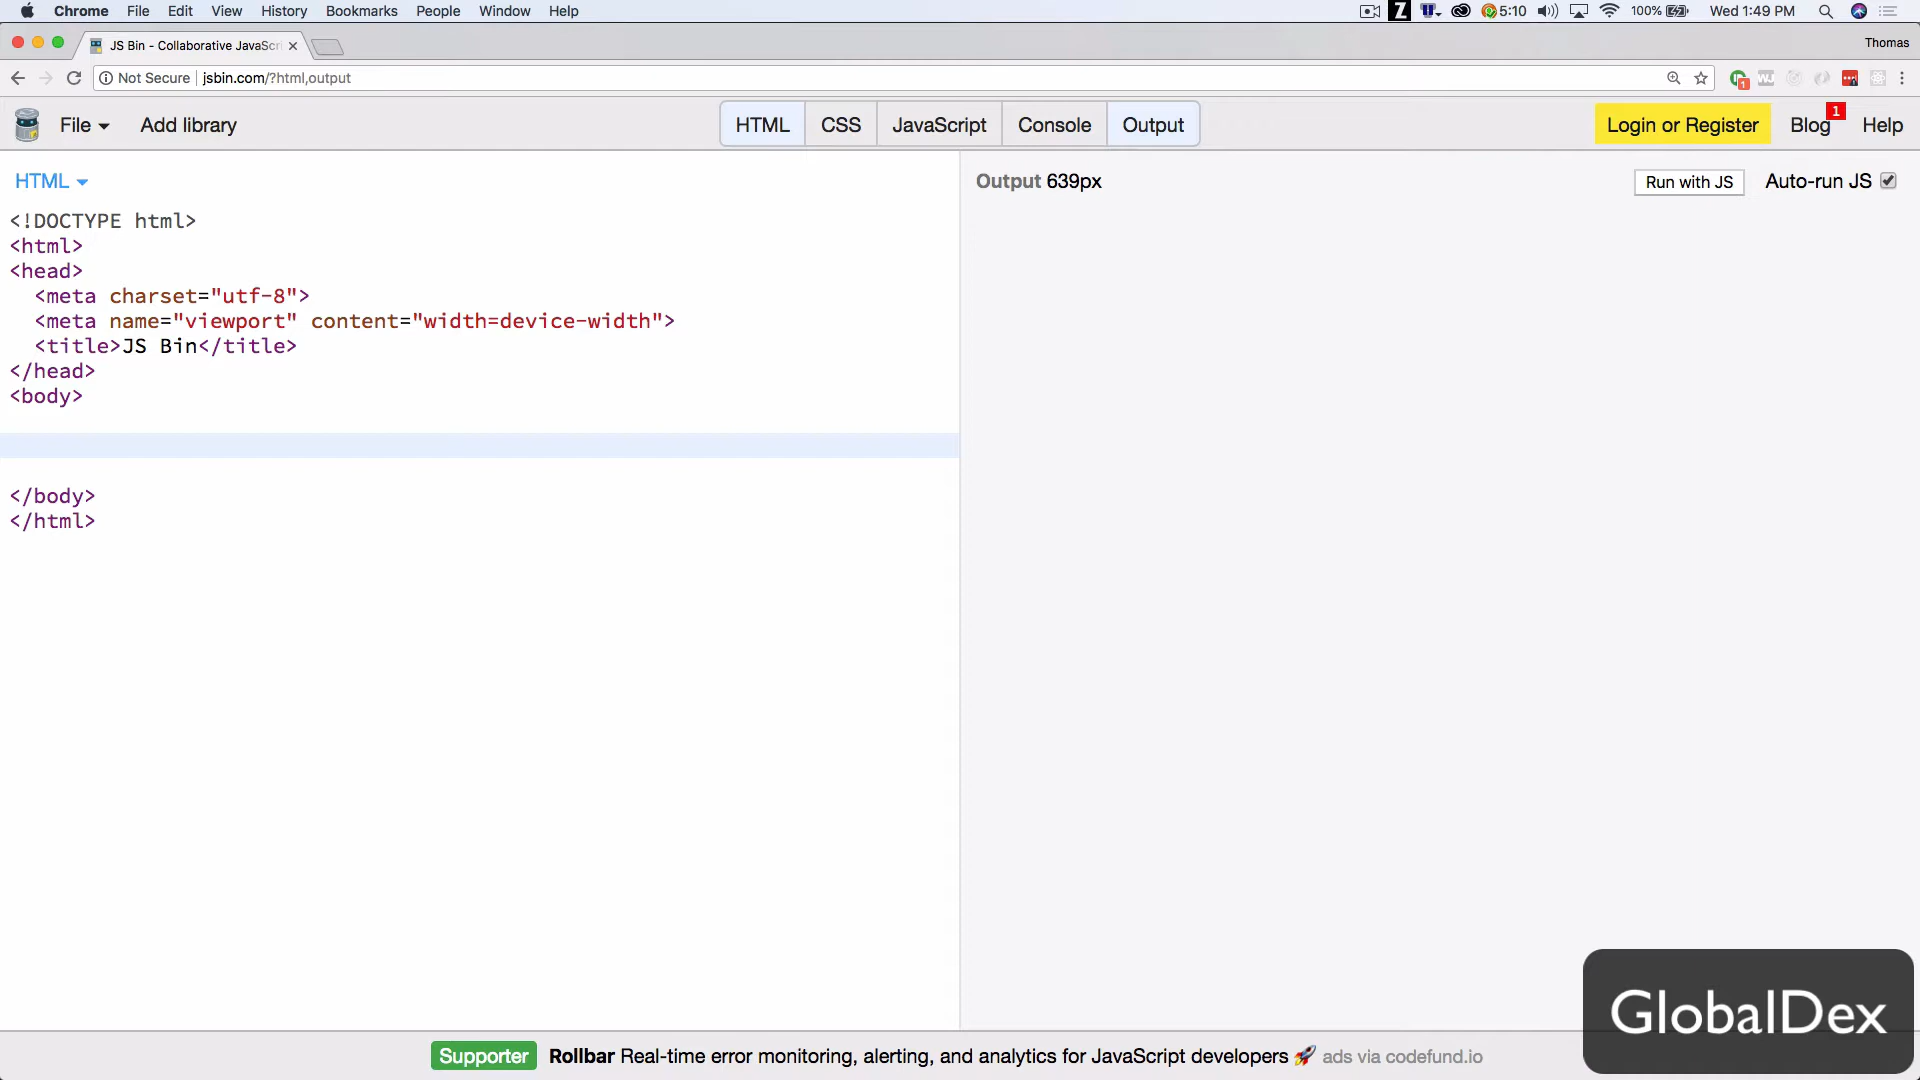 Chrome File Edit View History Bookmarks People Window Help Z 5:10 100% Wed 1:49 PM
JS Bin - Collaborative JavaScri Thomas
Not Secure jsbin.com/?html,output
File Add library HTML CSS JavaScript Console Output Login or Register Blog 1 Help
HTML
Output 639px Run with JS Auto-run JS
<!DOCTYPE html>
<html>
<head>
<meta charset="utf-8">
<meta name="viewport" content="width=device-width">
<title>JS Bin</title>
</head>
<body>
</body>
</html>
GlobalDex
Supporter Rollbar Real-time error monitoring, alerting, and analytics for JavaScript developers 🚀 ads via codefund.io